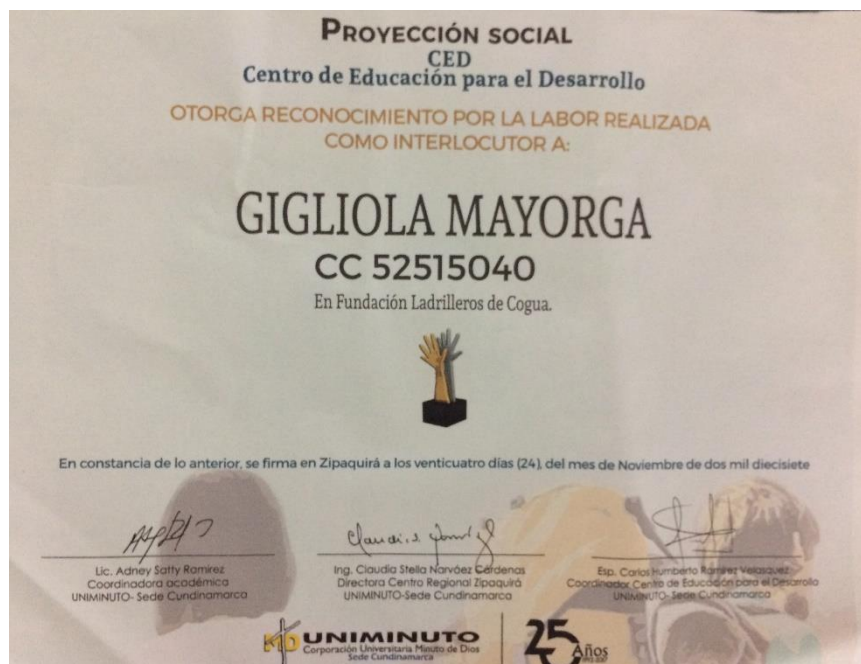 PROYECCIÓN SOCIAL
CED
Centro de Educación para el Desarrollo
OTORGA RECONOCIMIENTO POR LA LABOR REALIZADA
COMO INTERLOCUTOR A:
GIGLIOLA MAYORGA
CC 52515040
En Fundación Ladrilleros de Cogua.
En constancia de lo anterior, se firma en Zipaquirá a los venticuatro días (24), del mes de Noviembre de dos mil diecisiete
Lic. Adney Satty Ramirez
Coordinadora académica
UNIMINUTO- Sede Cundinamarca
Ing. Claudia Stella Narváez Cárdenas
Directora Centro Regional Zipaquirá
UNIMINUTO-Sede Cundinamarca
Esp. Carlos Humberto Ramirez Velasquez
Coordinador Centro de Educación para el Desarrollo
UNIMINUTO- Sede Cundinamarca
MD UNIMINUTO
Corporación Universitaria Minuto de Dios
Sede Cundinamarca
25 Años